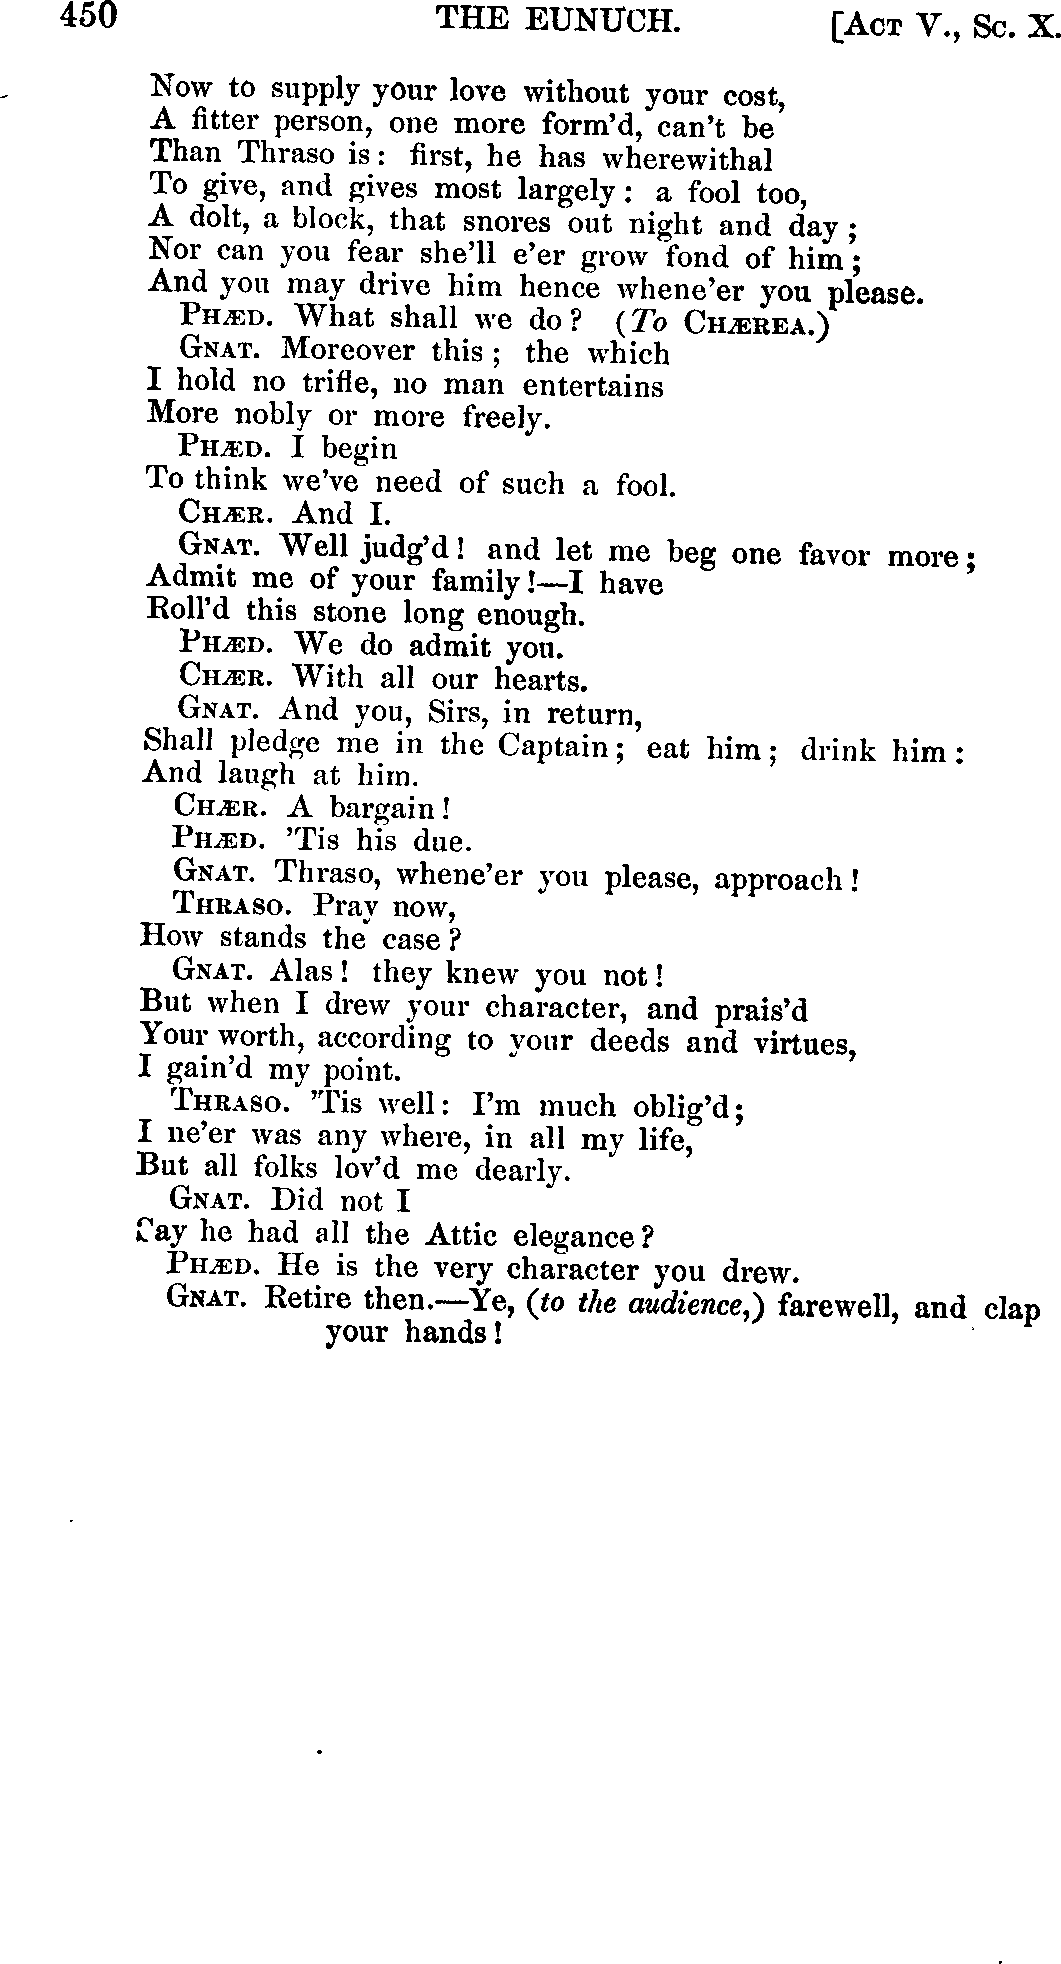 450 THE EUNUCH. [ACT V., SC. X.
Now to supply your love without your cost,
A fitter person, one more form'd, can't be
Than Thraso is: first, he has wherewithal
To give, and gives most largely: a fool too,
A dolt, a block, that snores out night and day;
Nor can you fear she'll e'er grow fond of him;
And you may drive him hence whene'er you please.
PHÆD. What shall we do? (To CHÆREA.)
GNAT. Moreover this; the which
I hold no trifle, no man entertains
More nobly or more freely.
PHÆD. I begin
To think we've need of such a fool.
CHÆR. And I.
GNAT. Well judg'd! and let me beg one favor more;
Admit me of your family!—I have
Roll'd this stone long enough.
PHÆD. We do admit you.
CHÆR. With all our hearts.
GNAT. And you, Sirs, in return,
Shall pledge me in the Captain; eat him; drink him:
And laugh at him.
CHÆR. A bargain!
PHÆD. 'Tis his due.
GNAT. Thraso, whene'er you please, approach!
THRASO. Pray now,
How stands the case?
GNAT. Alas! they knew you not!
But when I drew your character, and prais'd
Your worth, according to your deeds and virtues,
I gain'd my point.
THRASO. "Tis well: I'm much oblig'd;
I ne'er was any where, in all my life,
But all folks lov'd me dearly.
GNAT. Did not I
Say he had all the Attic elegance?
PHÆD. He is the very character you drew.
GNAT. Retire then.—Ye, (to the audience,) farewell, and clap
your hands!